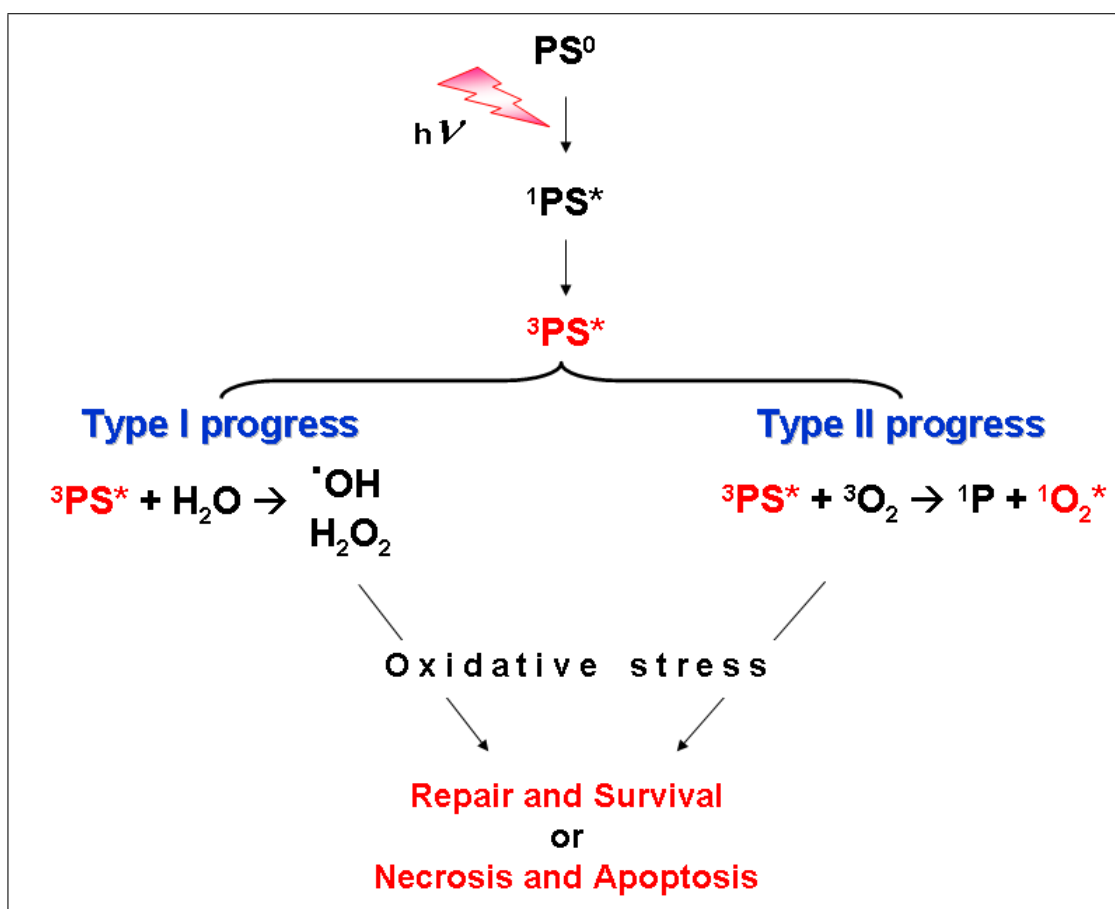 PS⁰
hν
¹PS*
³PS*
Type I progress
Type II progress
³PS* + H₂O → ˙OH
H₂O₂
³PS* + ³O₂ → ¹P + ¹O₂*
Oxidative stress
Repair and Survival
or
Necrosis and Apoptosis